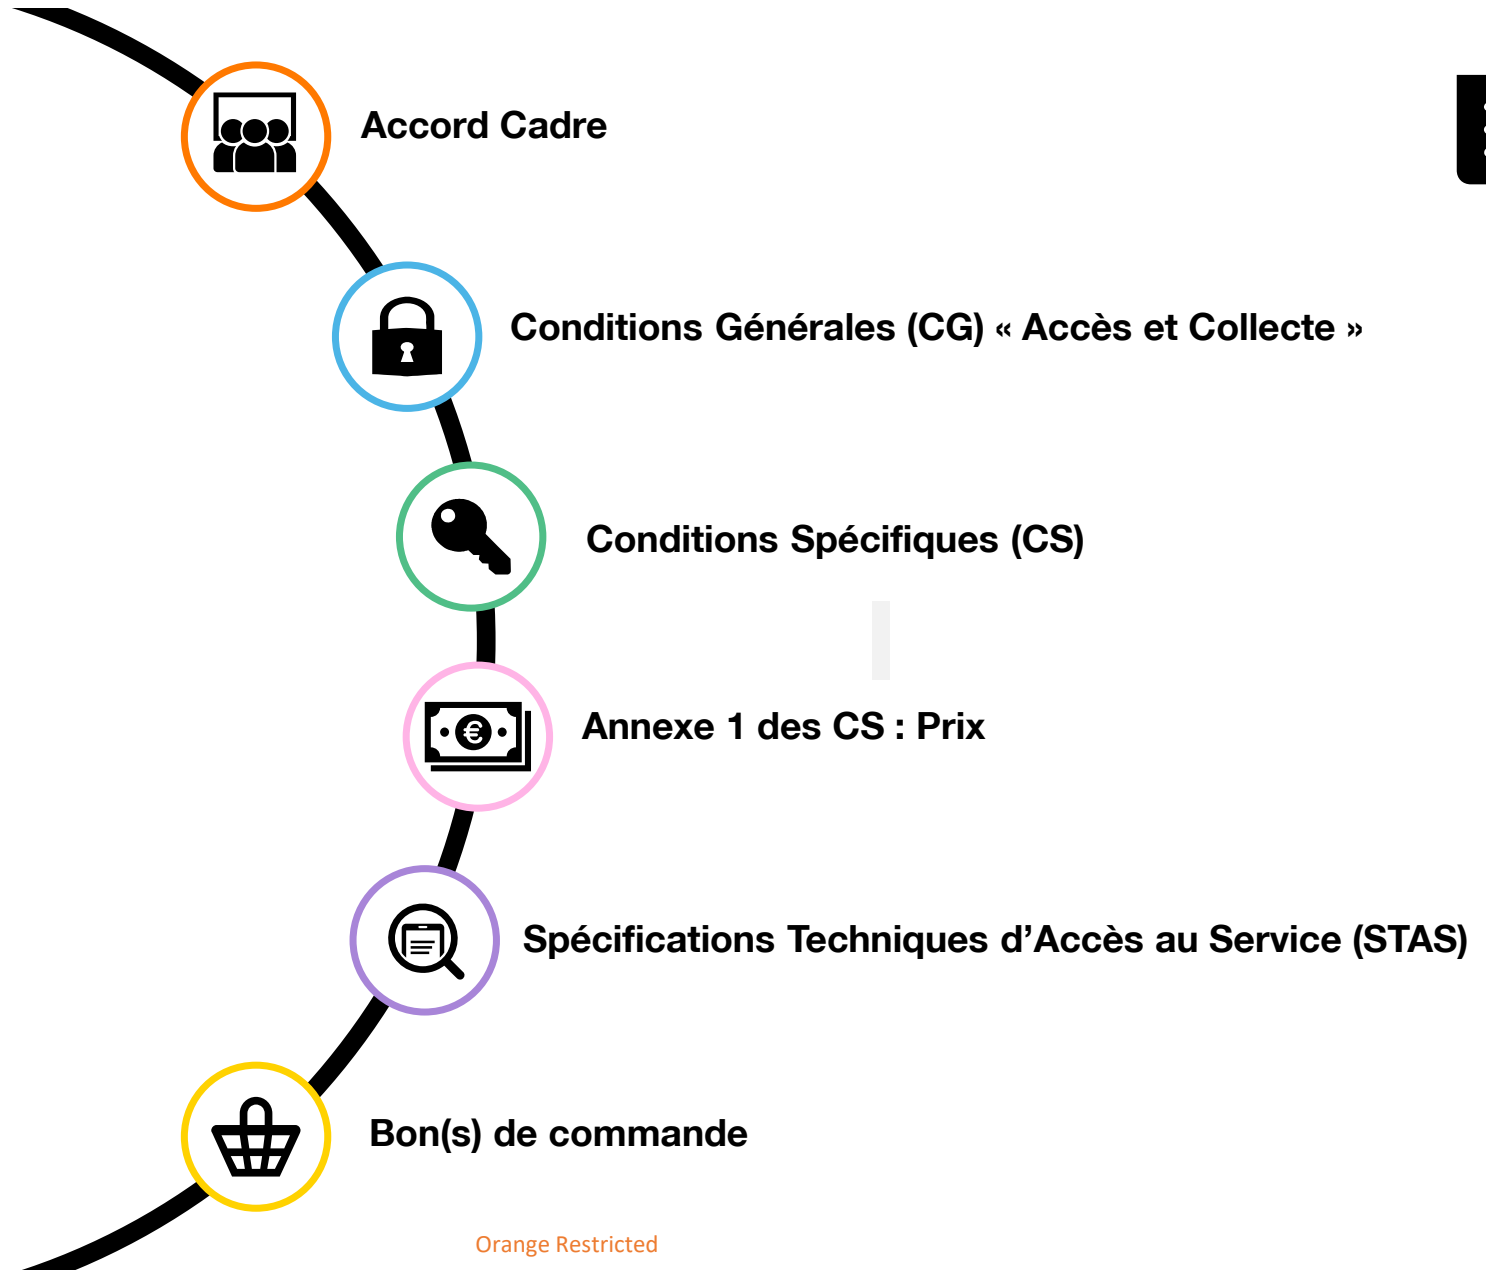 Accord Cadre
Conditions Générales (CG) « Accès et Collecte »
Conditions Spécifiques (CS)
Annexe 1 des CS : Prix
Spécifications Techniques d’Accès au Service (STAS)
Bon(s) de commande
Orange Restricted